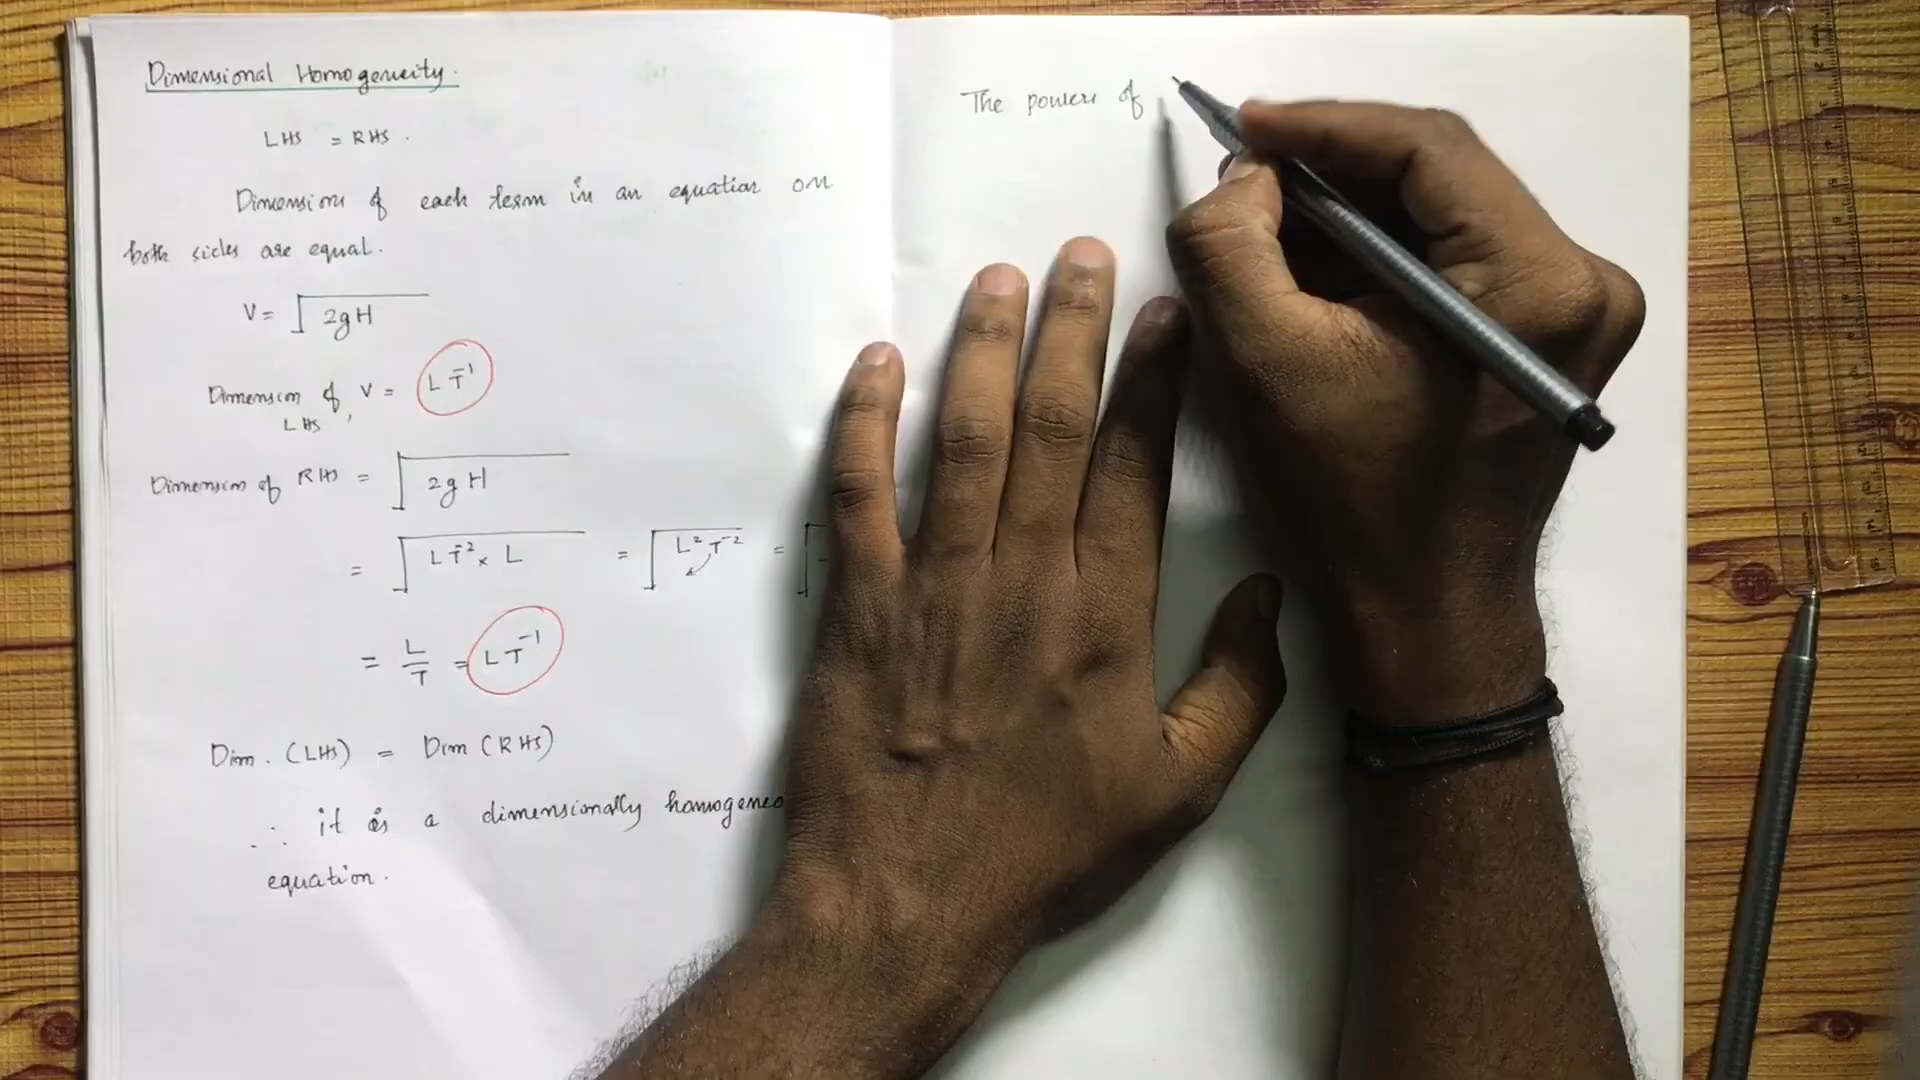 Dimensional Homogeneity.
LHS = RHS.
Dimensions of each term in an equation on
both sides are equal.
V = √2gH
Dimension of V = LT⁻¹
LHS,
Dimension of RHS = √2gH
= √LT⁻² × L = √L²T⁻² =
= L/T = LT⁻¹
Dim. (LHS) = Dim (RHS)
∴ it is a dimensionally homogeneo
equation.
The powers of